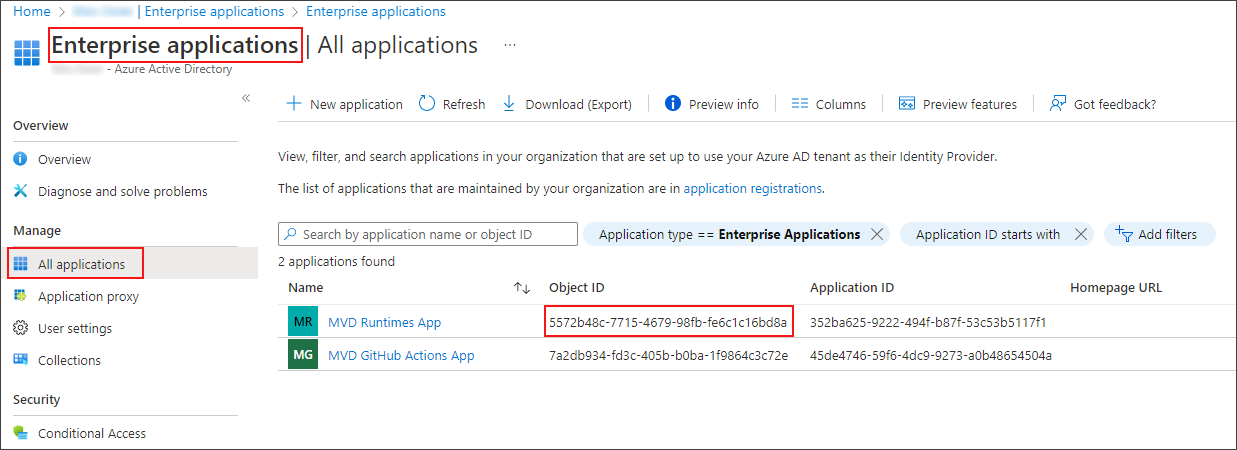 Home > | Enterprise applications > Enterprise applications
Enterprise applications | All applications ...
- Azure Active Directory
«
New application Refresh Download (Export) Preview info Columns Preview features Got feedback?
Overview
Overview
Diagnose and solve problems
Manage
All applications
Application proxy
User settings
Collections
Security
Conditional Access
View, filter, and search applications in your organization that are set up to use your Azure AD tenant as their Identity Provider.
The list of applications that are maintained by your organization are in application registrations.
Search by application name or object ID Application type == Enterprise Applications Application ID starts with Add filters
2 applications found
Name Object ID Application ID Homepage URL
MR MVD Runtimes App 5572b48c-7715-4679-98fb-fe6c1c16bd8a 352ba625-9222-494f-b87f-53c53b5117f1
MG MVD GitHub Actions App 7a2db934-fd3c-405b-b0ba-1f9864c3c72e 45de4746-59f6-4dc9-9273-a0b48654504a